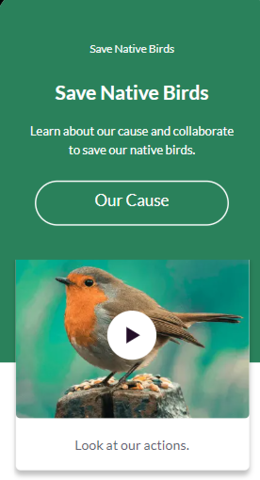 Save Native Birds
Save Native Birds
Learn about our cause and collaborate
to save our native birds.
Our Cause
Look at our actions.